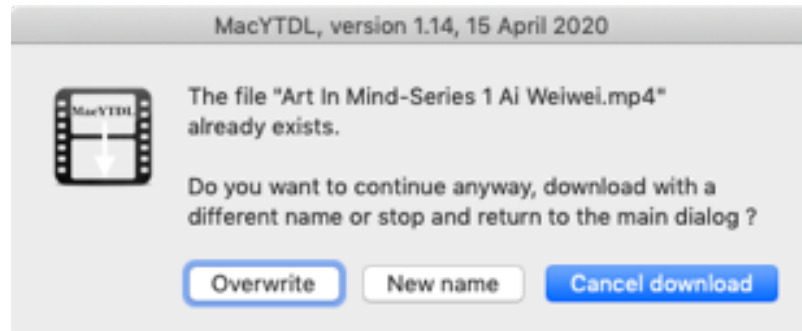 MacYTDL, version 1.14, 15 April 2020
MacYTDL
The file "Art In Mind-Series 1 Ai Weiwei.mp4"
already exists.
Do you want to continue anyway, download with a
different name or stop and return to the main dialog ?
Overwrite
New name
Cancel download